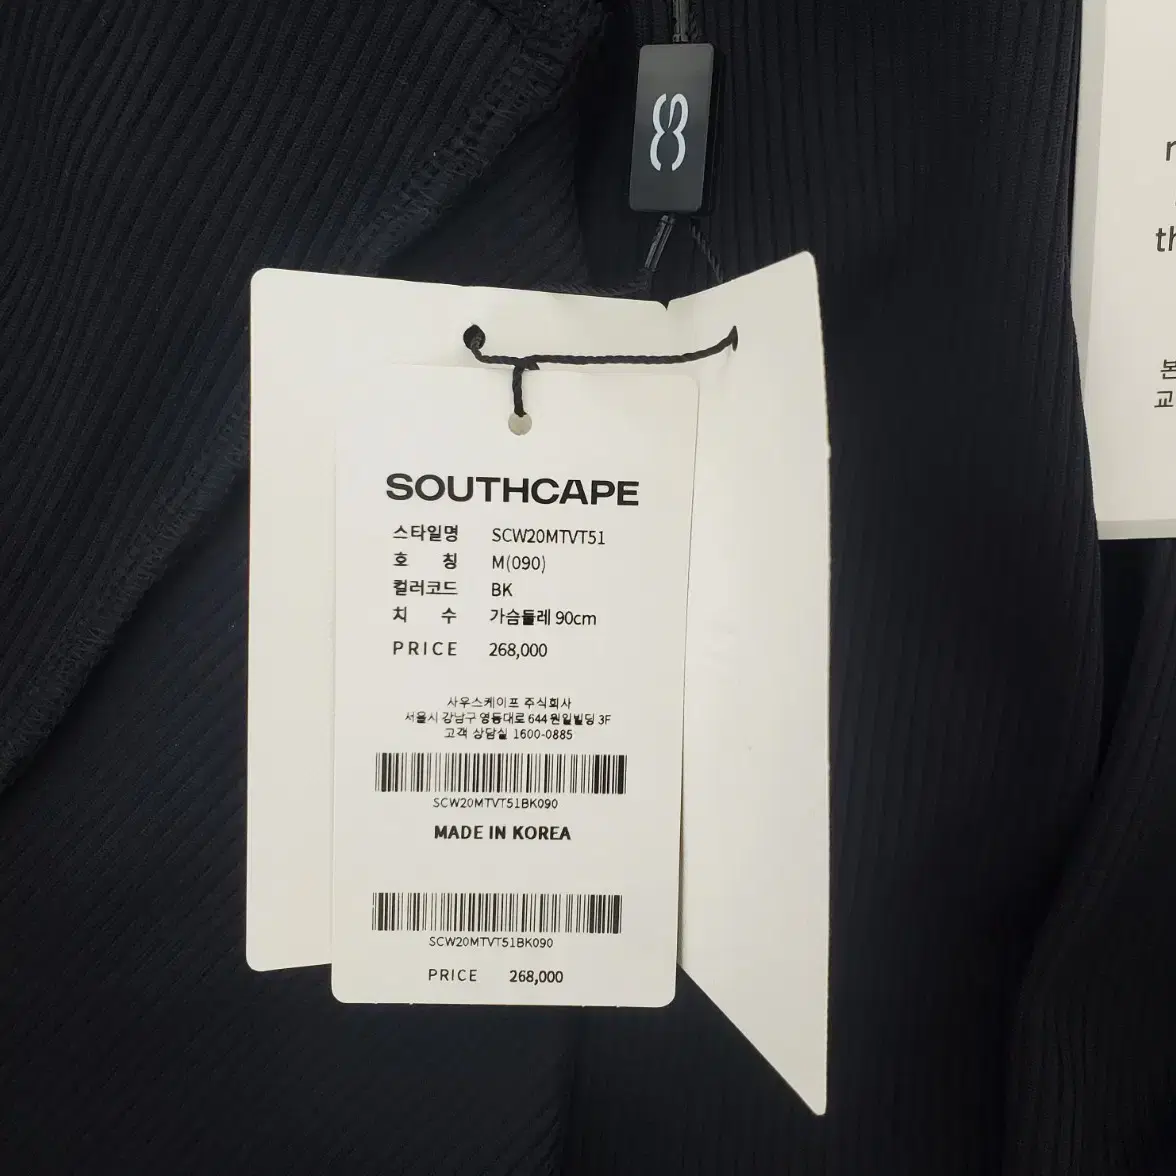 SOUTHCAPE
스타일명 SCW20MTVT51
호 칭 M(090)
컬러코드 BK
치 수 가슴둘레 90cm
PRICE 268,000
사우스케이프 주식회사
서울시 강남구 영동대로 644 원일빌딩 3F
고객 상담실 1600-0885
SCW20MTVT51BK090
MADE IN KOREA
SCW20MTVT51BK090
PRICE 268,000
th
본
교